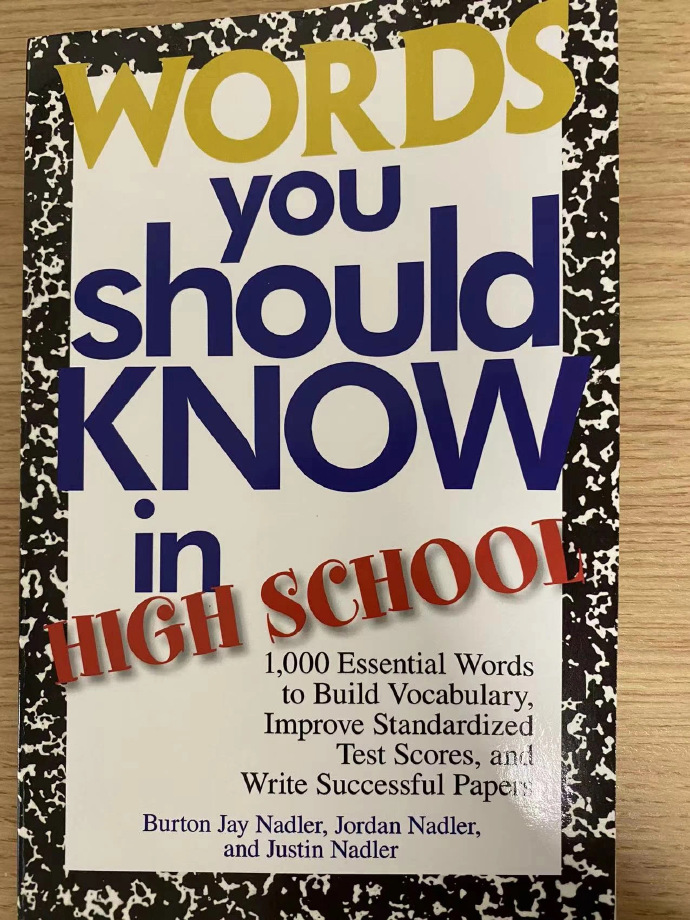 WORDS
you
should
KNOW
in
HIGH SCHOOL
1,000 Essential Words
to Build Vocabulary,
Improve Standardized
Test Scores, and
Write Successful Papers
Burton Jay Nadler, Jordan Nadler,
and Justin Nadler